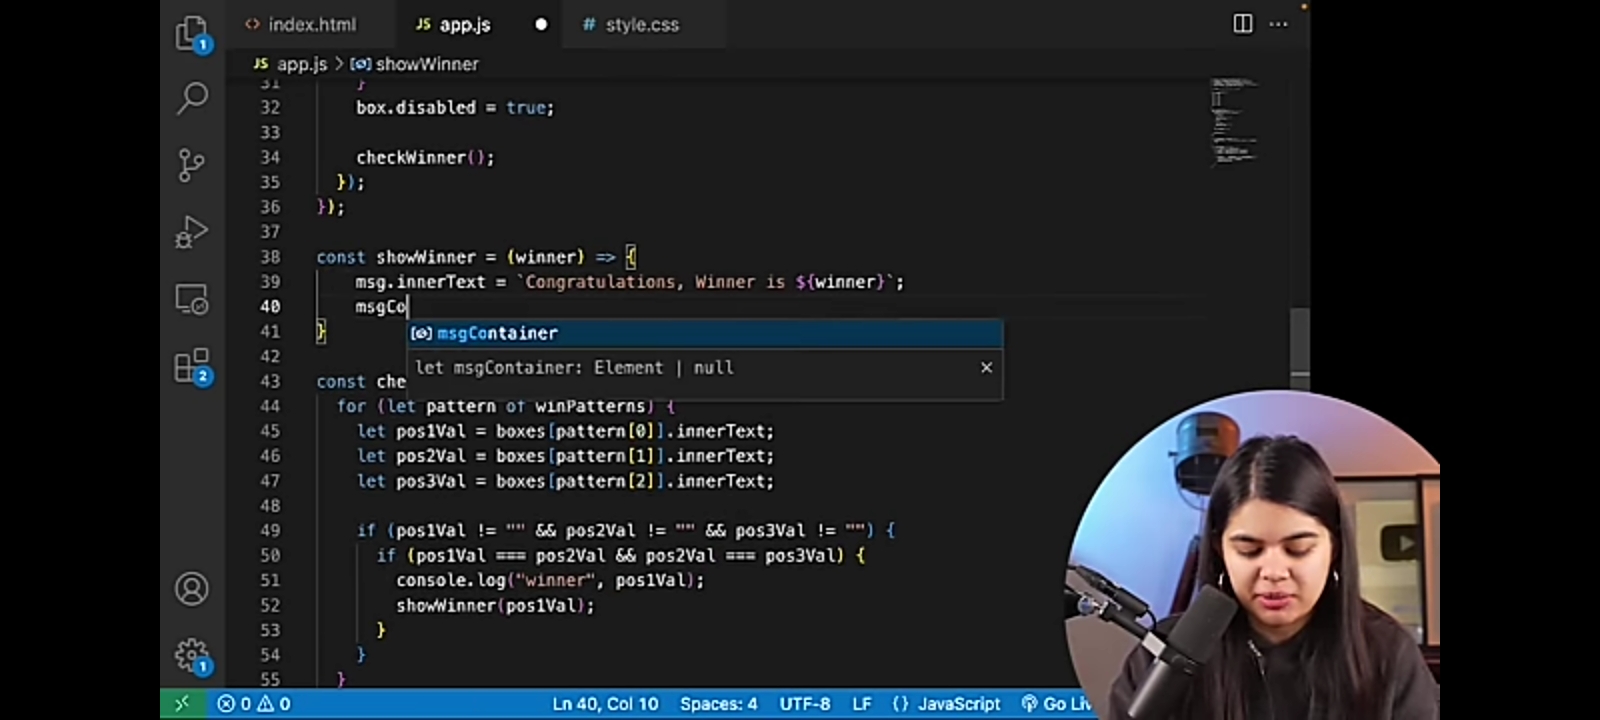 index.html
JS app.js
# style.css
JS app.js > showWinner
31 }
32 box.disabled = true;
33
34 checkWinner();
35 });
36 });
37
38 const showWinner = (winner) => {
39 msg.innerText = `Congratulations, Winner is ${winner}`;
40 msgCo
msgContainer
41 }
42
let msgContainer: Element | null
43 const che
44 for (let pattern of winPatterns) {
45 let pos1Val = boxes[pattern[0]].innerText;
46 let pos2Val = boxes[pattern[1]].innerText;
47 let pos3Val = boxes[pattern[2]].innerText;
48
49 if (pos1Val != "" && pos2Val != "" && pos3Val != "") {
50 if (pos1Val === pos2Val && pos2Val === pos3Val) {
51 console.log("winner", pos1Val);
52 showWinner(pos1Val);
53 }
54 }
55 }
1
2
1
0 0 Ln 40, Col 10 Spaces: 4 UTF-8 LF {} JavaScript Go Liv